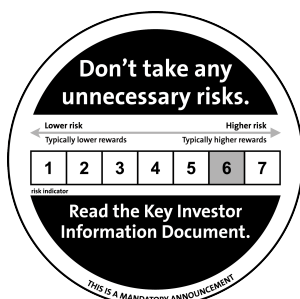 Don’t take any
unnecessary risks.
Lower risk Higher risk
Typically lower rewards Typically higher rewards
1 2 3 4 5 6 7
risk indicator
Read the Key Investor
Information Document.
THIS IS A MANDATORY ANNOUNCEMENT